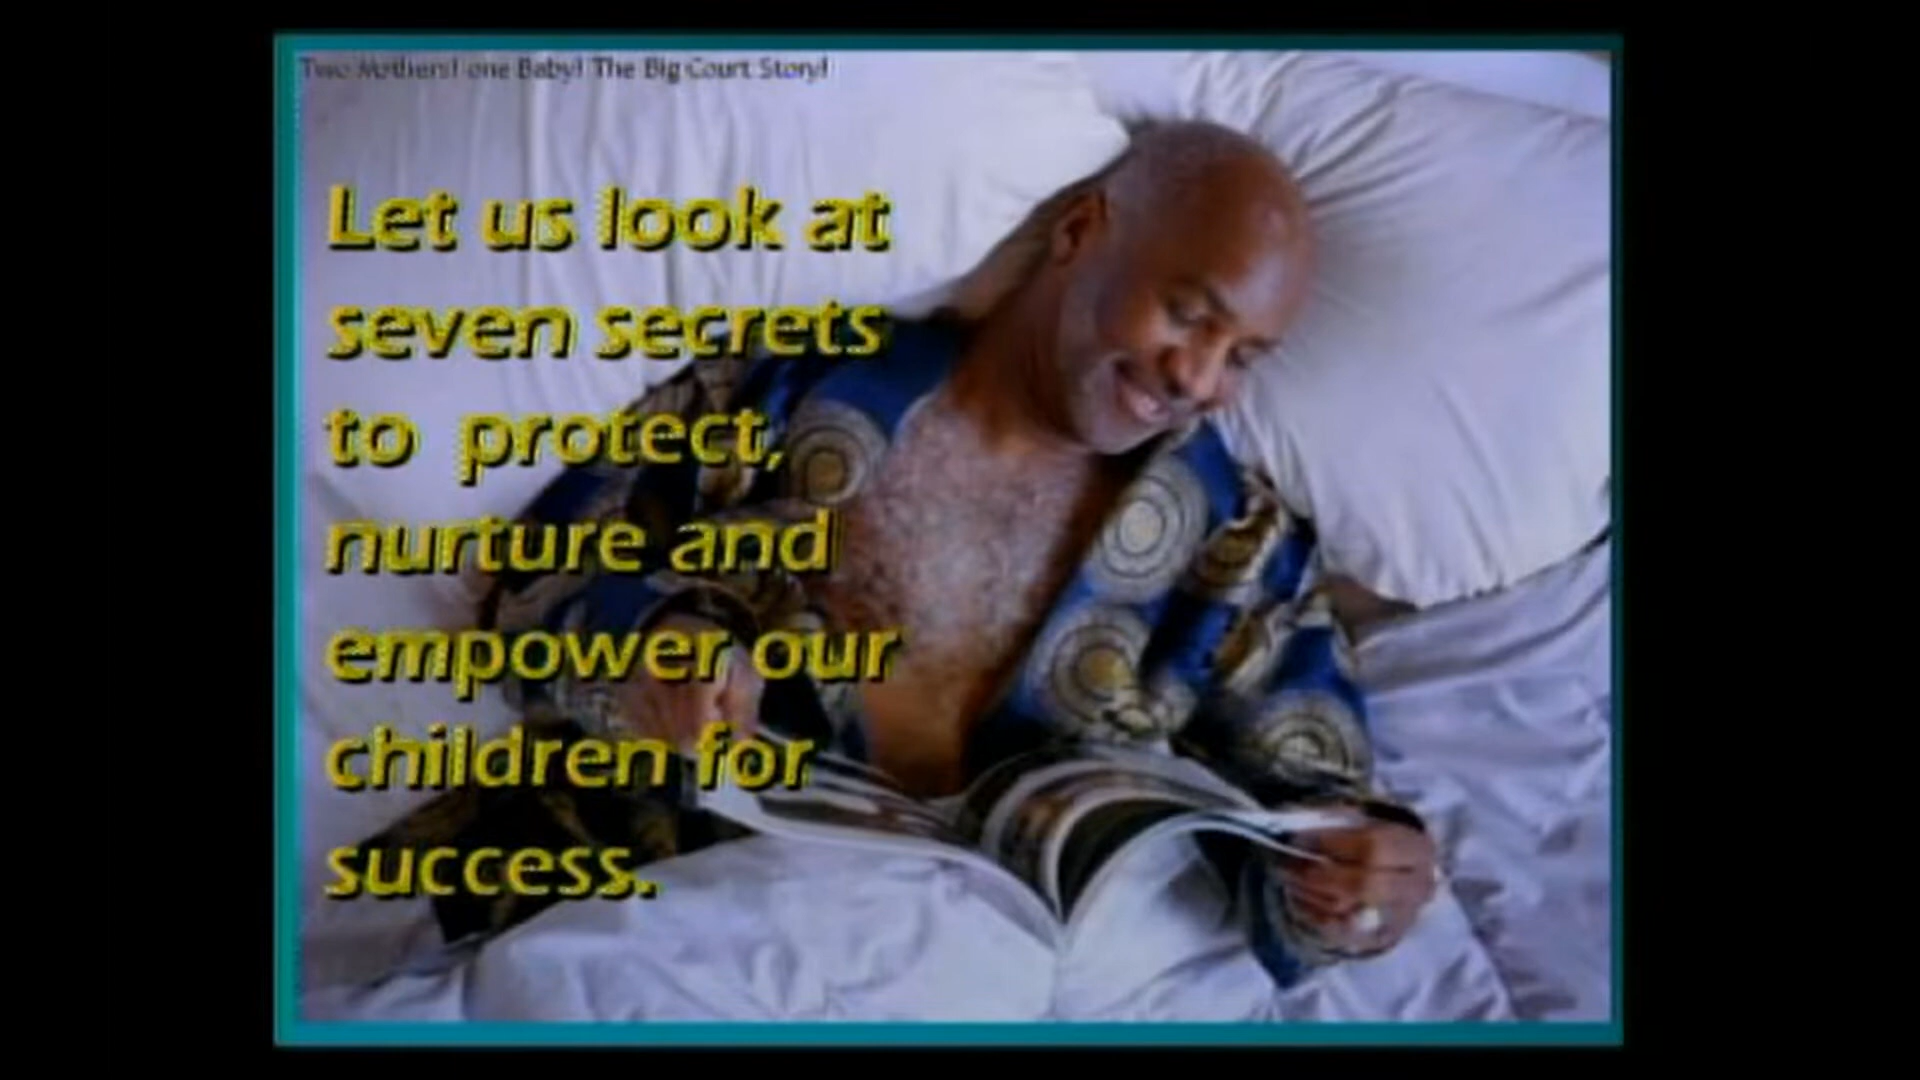 Two Mothers! one Baby! The Big Court Story!
Let us look at
seven secrets
to protect,
nurture and
empower our
children for
success.